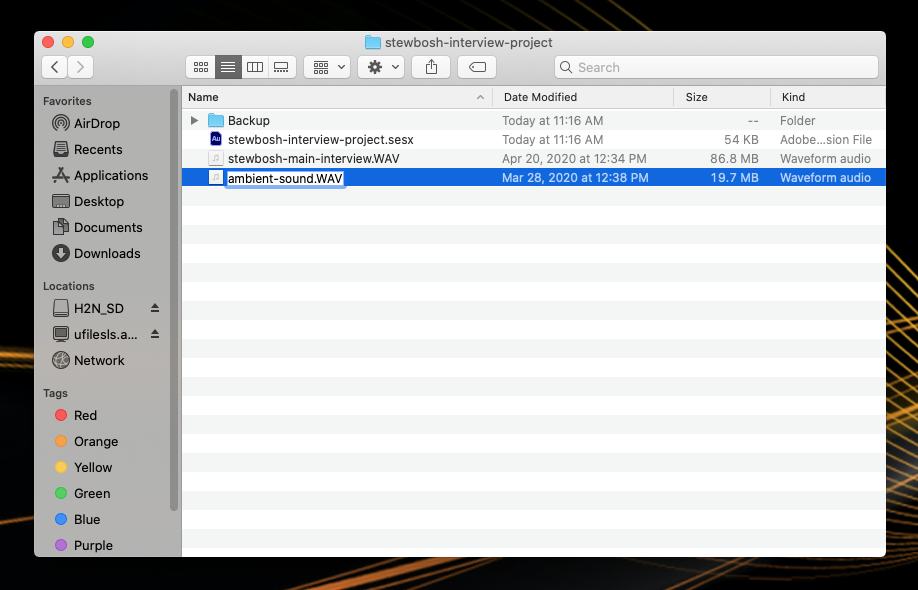 stewbosh-interview-project
Search
Favorites
AirDrop
Recents
Applications
Desktop
Documents
Downloads
Locations
H2N_SD
ufilesls.a...
Network
Tags
Red
Orange
Yellow
Green
Blue
Purple
Name Date Modified Size Kind
Backup Today at 11:16 AM -- Folder
Au stewbosh-interview-project.sesx Today at 11:16 AM 54 KB Adobe...sion File
stewbosh-main-interview.WAV Apr 20, 2020 at 12:34 PM 86.8 MB Waveform audio
ambient-sound.WAV Mar 28, 2020 at 12:38 PM 19.7 MB Waveform audio